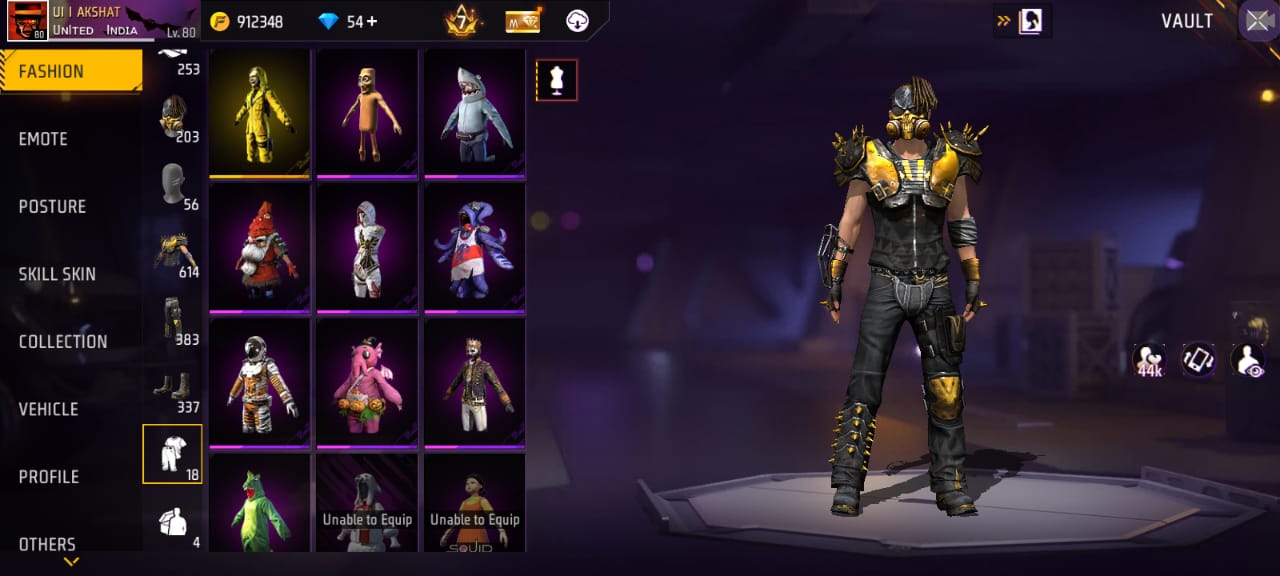 UI I AKSHAT
UNITED INDIA
Lv.80
80
912348
54+
7
M
VAULT
FASHION
EMOTE
POSTURE
SKILL SKIN
COLLECTION
VEHICLE
PROFILE
OTHERS
253
203
56
614
383
337
18
4
Unable to Equip
Unable to Equip
SQUID
44k